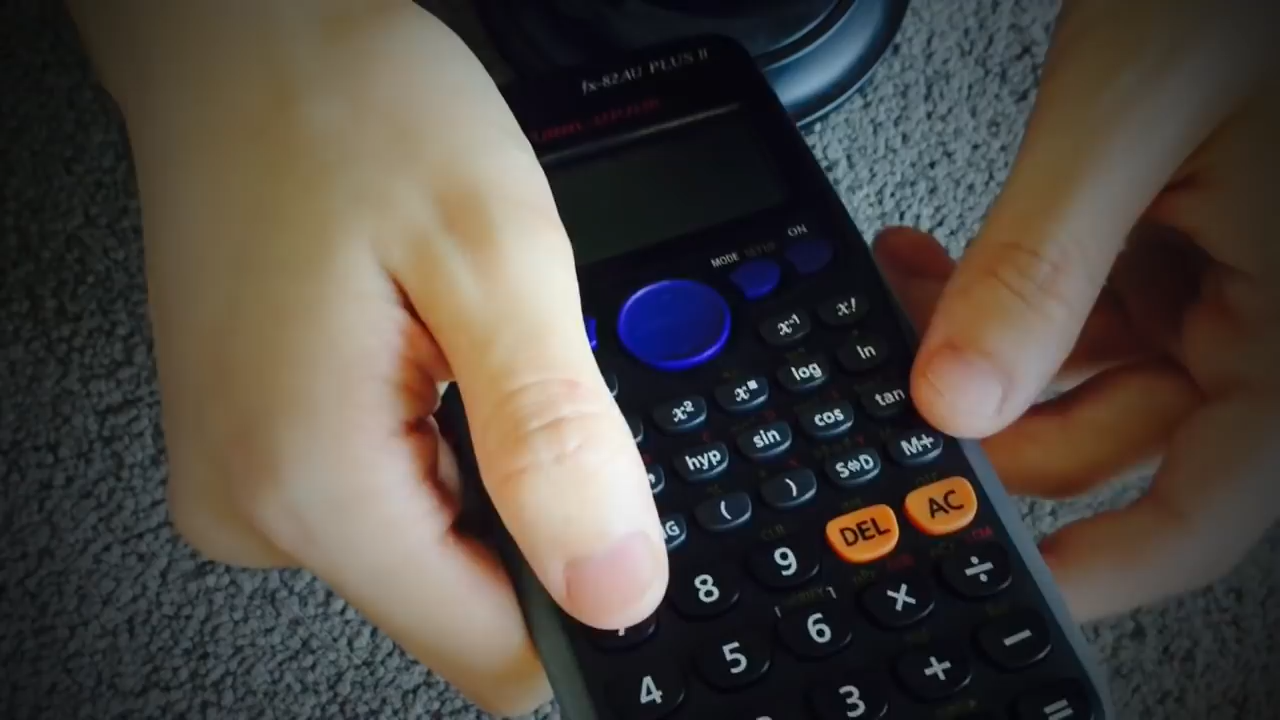 fx-82AU PLUS II
MODE SETUP ON
x⁻¹ x!
x² x■ log ln
hyp sin cos tan
( ) S⇔D M+
8 9 DEL AC
4 5 6 × ÷
3 + −
=